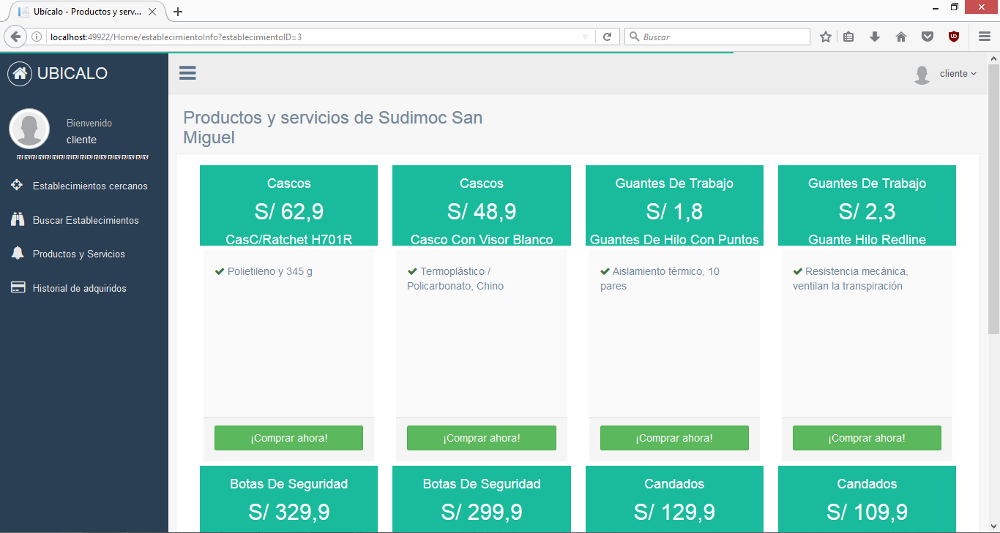 Ubícalo - Productos y serv...
localhost:49922/Home/establecimientoInfo?establecimientoID=3
Buscar
UBICALO
cliente
Bienvenido
cliente
₪₪₪₪₪₪₪₪₪₪₪₪₪₪₪₪₪₪₪
Establecimientos cercanos
Buscar Establecimientos
Productos y Servicios
Historial de adquiridos
Productos y servicios de Sudimoc San
Miguel
Cascos
S/ 62,9
CasC/Ratchet H701R
Polietileno y 345 g
¡Comprar ahora!
Cascos
S/ 48,9
Casco Con Visor Blanco
Termoplástico /
Policarbonato, Chino
¡Comprar ahora!
Guantes De Trabajo
S/ 1,8
Guantes De Hilo Con Puntos
Aislamiento térmico, 10
pares
¡Comprar ahora!
Guantes De Trabajo
S/ 2,3
Guante Hilo Redline
Resistencia mecánica,
ventilan la transpiración
¡Comprar ahora!
Botas De Seguridad
S/ 329,9
Botas De Seguridad
S/ 299,9
Candados
S/ 129,9
Candados
S/ 109,9